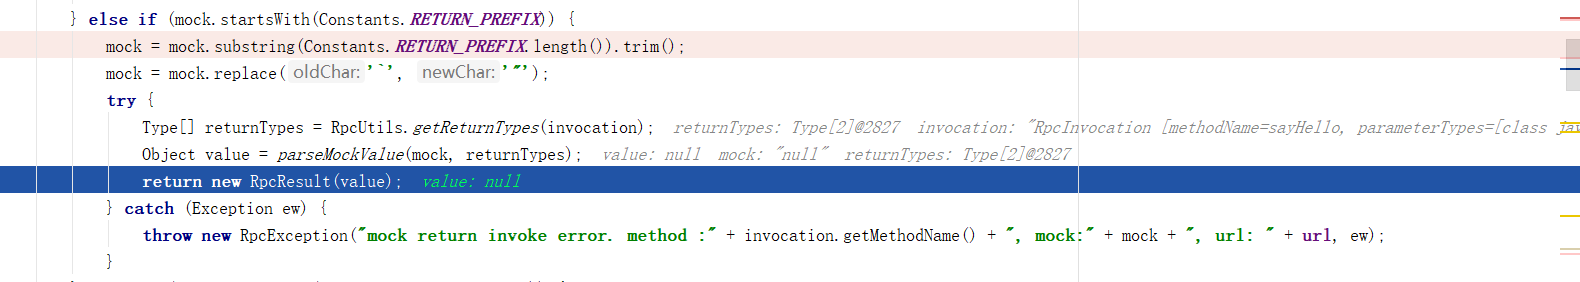 } else if (mock.startsWith(Constants.RETURN_PREFIX)) {
mock = mock.substring(Constants.RETURN_PREFIX.length()).trim();
mock = mock.replace( oldChar: '`', newChar: '"');
try {
Type[] returnTypes = RpcUtils.getReturnTypes(invocation); returnTypes: Type[2]@2827 invocation: "RpcInvocation [methodName=sayHello, parameterTypes=[class jav
Object value = parseMockValue(mock, returnTypes); value: null mock: "null" returnTypes: Type[2]@2827
return new RpcResult(value); value: null
} catch (Exception ew) {
throw new RpcException("mock return invoke error. method :" + invocation.getMethodName() + ", mock:" + mock + ", url: " + url, ew);
}